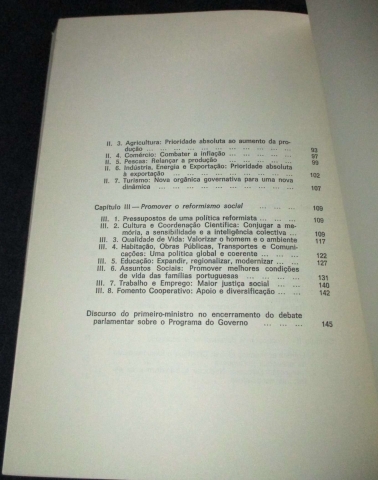 II. 3. Agricultura: Prioridade absoluta ao aumento da pro-
dução ... ... ... ... ... ... ... ... ... ... 93
II. 4. Comércio: Combater a inflação ... ... ... ... ... 97
II. 5. Pescas: Relançar a produção ... ... ... ... ... 99
II. 6. Indústria, Energia e Exportação: Prioridade absoluta
à exportação ... ... ... ... ... ... ... ... 102
II. 7. Turismo: Nova orgânica governativa para uma nova
dinâmica ... ... ... ... ... ... ... ... ... 107
Capítulo III — Promover o reformismo social ... ... ... ... 109
III. 1. Pressupostos de uma política reformista ... ... ... 109
III. 2. Cultura e Coordenação Científica: Conjugar a me-
mória, a sensibilidade e a inteligência colectiva ... 109
III. 3. Qualidade de Vida: Valorizar o homem e o ambiente 117
III. 4. Habitação, Obras Públicas, Transportes e Comuni-
cações: Uma política global e coerente ... ... ... 122
III. 5. Educação: Expandir, regionalizar, modernizar ... ... 127
III. 6. Assuntos Sociais: Promover melhores condições
de vida das famílias portuguesas ... ... ... ... 131
III. 7. Trabalho e Emprego: Maior justiça social ... ... 140
III. 8. Fomento Cooperativo: Apoio e diversificação ... ... 142
Discurso do primeiro-ministro no encerramento do debate
parlamentar sobre o Programa do Governo ... ... ... 145